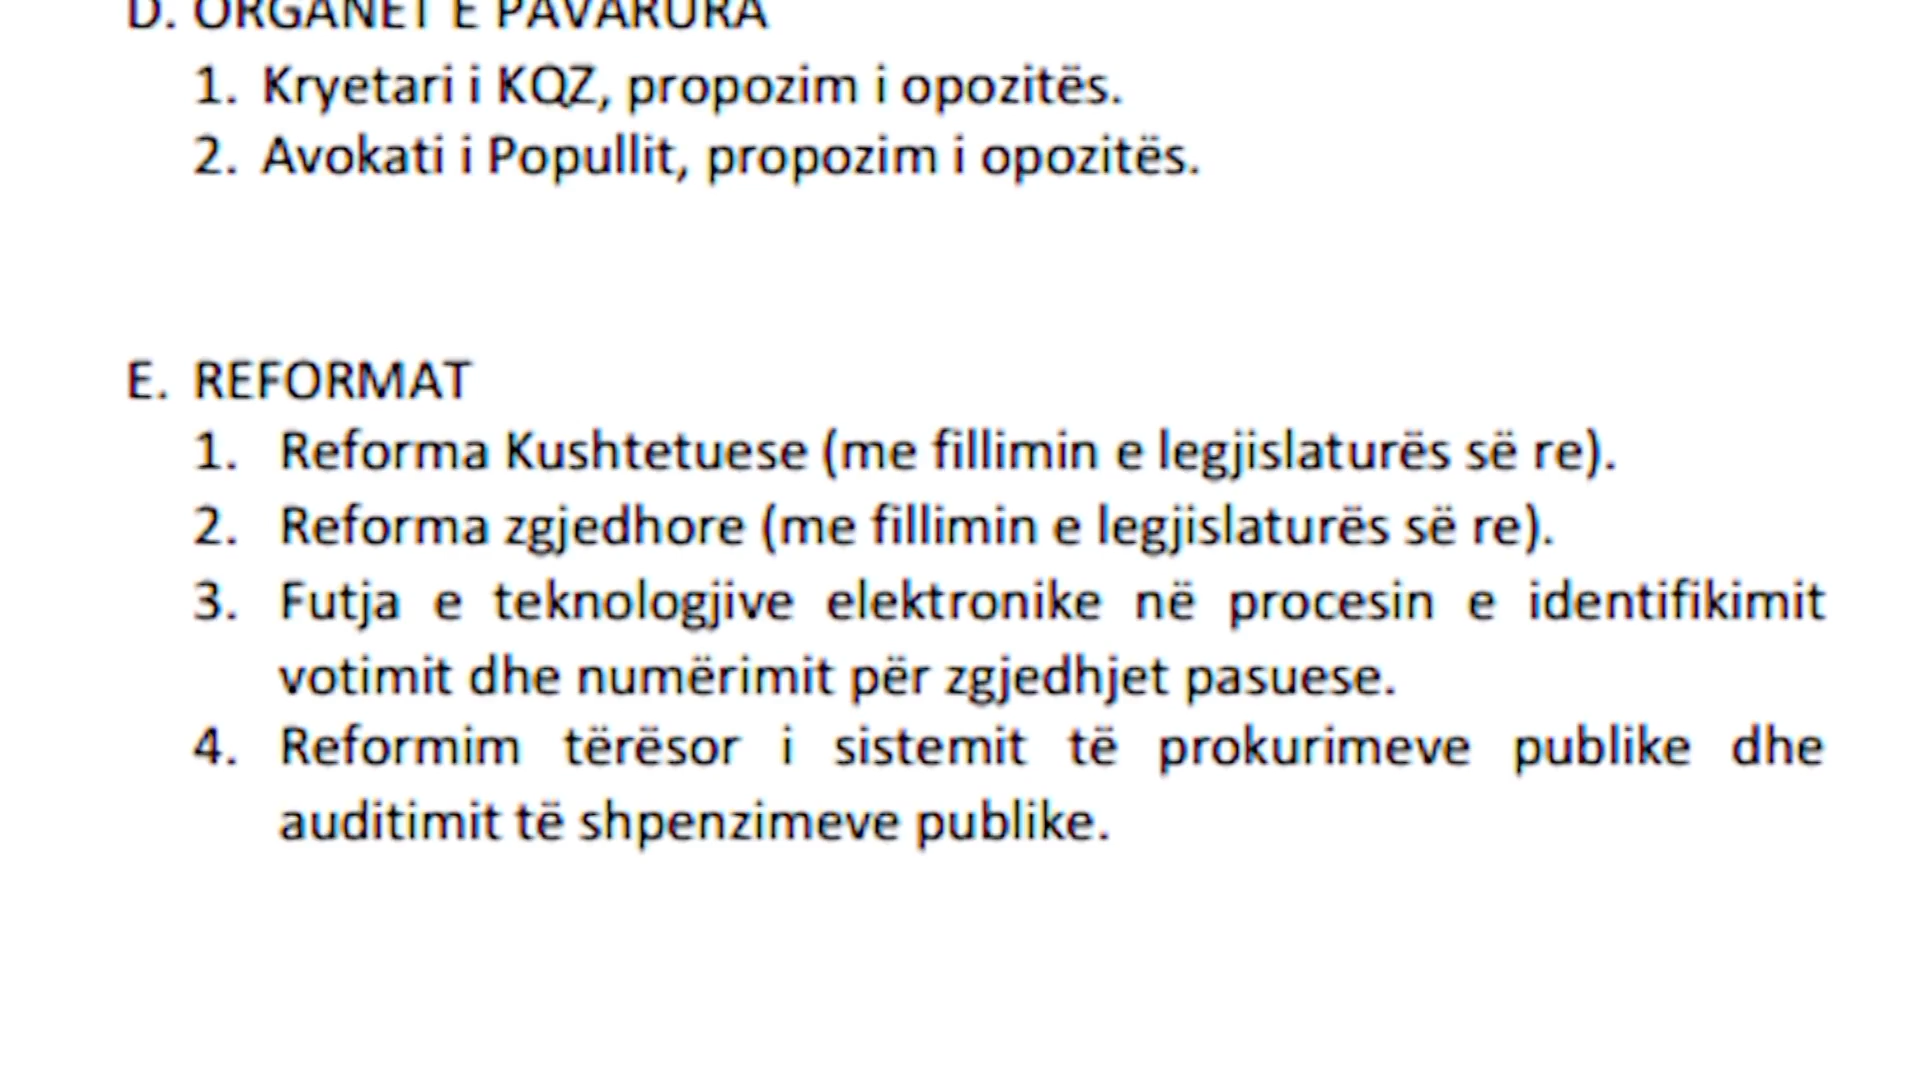 D. ORGANET E PAVARURA
1. Kryetari i KQZ, propozim i opozitës.
2. Avokati i Popullit, propozim i opozitës.
E. REFORMAT
1. Reforma Kushtetuese (me fillimin e legjislaturës së re).
2. Reforma zgjedhore (me fillimin e legjislaturës së re).
3. Futja e teknologjive elektronike në procesin e identifikimit
votimit dhe numërimit për zgjedhjet pasuese.
4. Reformim tërësor i sistemit të prokurimeve publike dhe
auditimit të shpenzimeve publike.